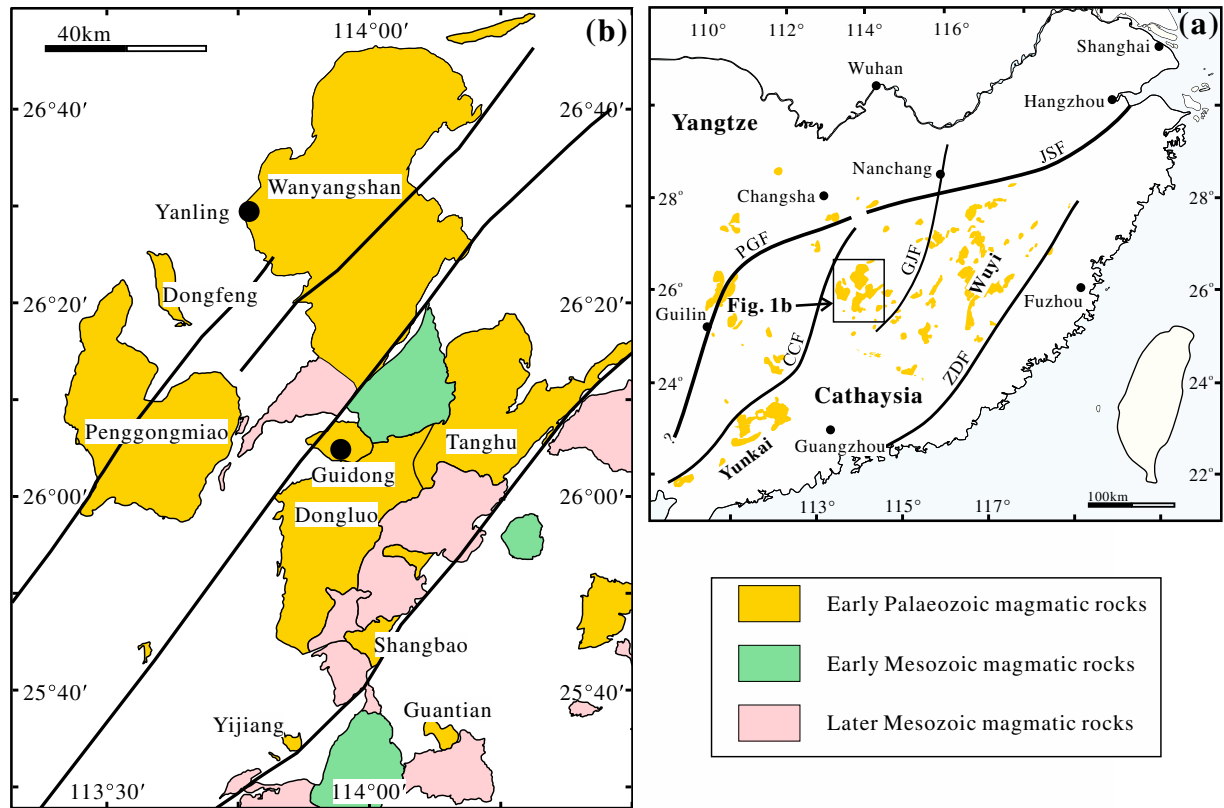 40km
114°00′
(b)
26°40′
26°40′
Wanyangshan
Yanling
Dongfeng
26°20′
26°20′
Penggongmiao
Tanghu
Guidong
26°00′
26°00′
Dongluo
Shangbao
25°40′
25°40′
Yijiang
Guantian
113°30′
114°00′
110°
112°
114°
116°
(a)
Shanghai
Wuhan
Hangzhou
Yangtze
JSF
Nanchang
28°
Changsha
28°
PGF
GJF
Wuyi
26°
Fig. 1b
26°
Guilin
Fuzhou
CCF
ZDF
24°
24°
Cathaysia
Guangzhou
Yunkai
22°
22°
113°
115°
117°
100km
Early Palaeozoic magmatic rocks
Early Mesozoic magmatic rocks
Later Mesozoic magmatic rocks